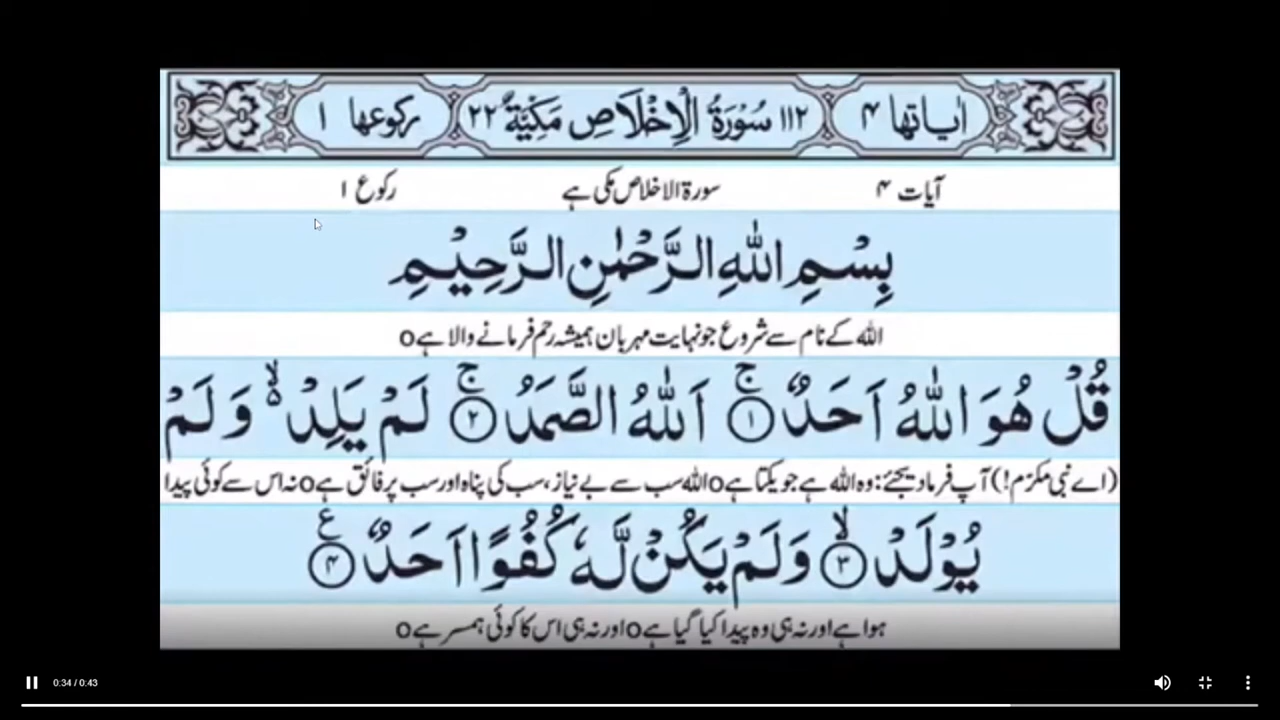 اٰیاتھا ۴ ۱۱۲ سُوْرَۃُ الْاِخْلَاصِ مَکِّیَّۃٌ ۲۲ رکوعھا ۱
آیات ۴ سورۃ الاخلاص مکی ہے رکوع ۱
بِسْمِ اللّٰهِ الرَّحْمٰنِ الرَّحِیْمِ
اللہ کے نام سے شروع جو نہایت مہربان ہمیشہ رحم فرمانے والا ہے o
قُلْ هُوَ اللّٰهُ اَحَدٌ ۚ ﴿۱﴾ اَللّٰهُ الصَّمَدُ ۚ ﴿۲﴾ لَمْ یَلِدْ ۙ۬ وَ لَمْ
(اے نبی مکرّم!) آپ فرما دیجئے: وہ اللہ ہے جو یکتا ہے o اللہ سب سے بے نیاز، سب کی پناہ اور سب پر فائق ہے o نہ اس سے کوئی پیدا
یُوْلَدْ ۙ ﴿۳﴾ وَ لَمْ یَكُنْ لَّهٗ كُفُوًا اَحَدٌ ﴿۴﴾ ع
ہوا ہے اور نہ ہی وہ پیدا کیا گیا ہے o اور نہ ہی اس کا کوئی ہمسر ہے o
0:34 / 0:43